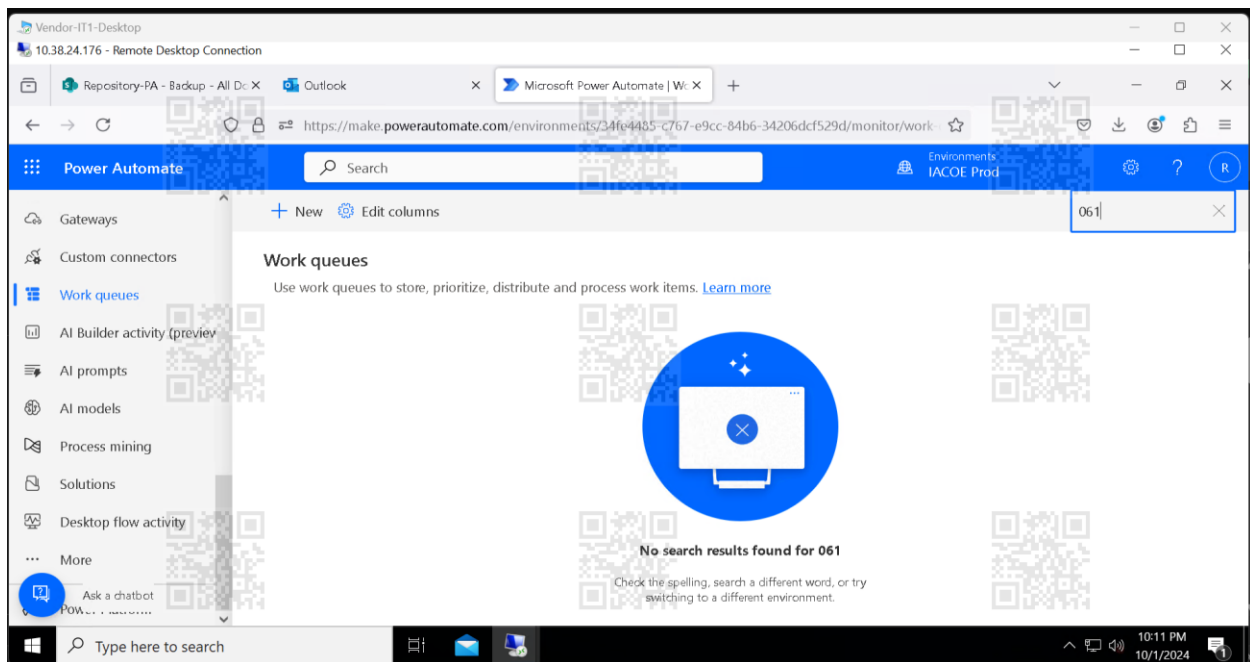 Vendor-IT1-Desktop
10.38.24.176 - Remote Desktop Connection
Repository-PA - Backup - All Dc
Outlook
Microsoft Power Automate | Wc
https://make.powerautomate.com/environments/34fe4485-c767-e9cc-84b6-34206dcf529d/monitor/work
Power Automate
Search
Environments
IACOE Prod
R
Gateways
Custom connectors
Work queues
AI Builder activity (previev
AI prompts
AI models
Process mining
Solutions
Desktop flow activity
More
Ask a chatbot
New
Edit columns
061
Work queues
Use work queues to store, prioritize, distribute and process work items. Learn more
No search results found for 061
Check the spelling, search a different word, or try
switching to a different environment.
Type here to search
10:11 PM
10/1/2024
1